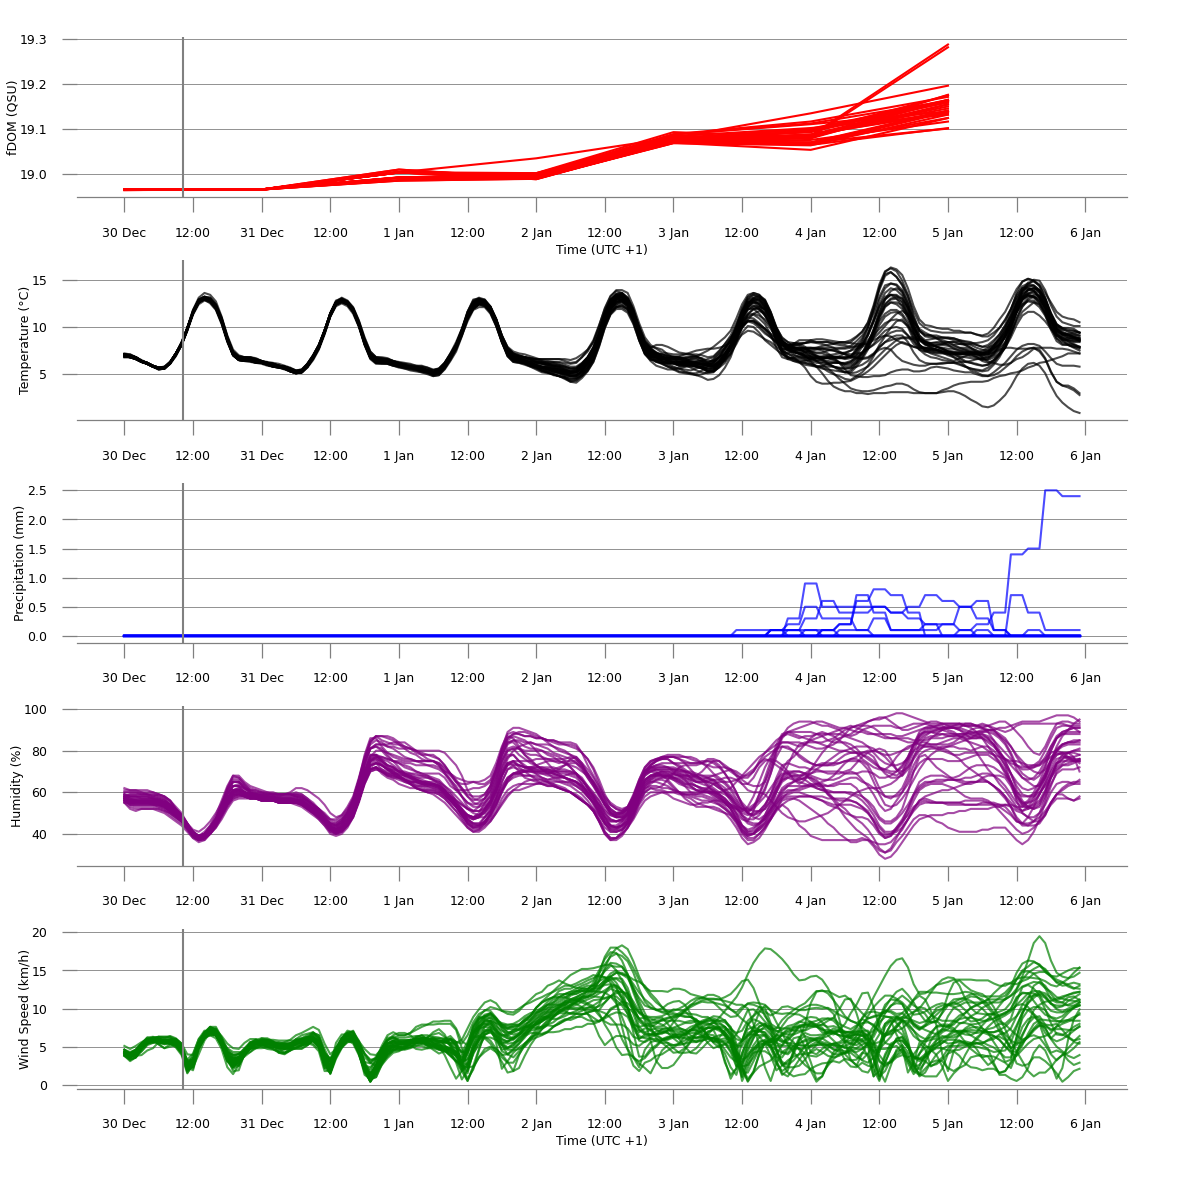 fDOM (QSU)
19.3
19.2
19.1
19.0
30 Dec 12:00 31 Dec 12:00 1 Jan 12:00 2 Jan 12:00 3 Jan 12:00 4 Jan 12:00 5 Jan 12:00 6 Jan
Time (UTC +1)
Temperature (°C)
15
10
5
30 Dec 12:00 31 Dec 12:00 1 Jan 12:00 2 Jan 12:00 3 Jan 12:00 4 Jan 12:00 5 Jan 12:00 6 Jan
Precipitation (mm)
2.5
2.0
1.5
1.0
0.5
0.0
30 Dec 12:00 31 Dec 12:00 1 Jan 12:00 2 Jan 12:00 3 Jan 12:00 4 Jan 12:00 5 Jan 12:00 6 Jan
Humidity (%)
100
80
60
40
30 Dec 12:00 31 Dec 12:00 1 Jan 12:00 2 Jan 12:00 3 Jan 12:00 4 Jan 12:00 5 Jan 12:00 6 Jan
Wind Speed (km/h)
20
15
10
5
0
30 Dec 12:00 31 Dec 12:00 1 Jan 12:00 2 Jan 12:00 3 Jan 12:00 4 Jan 12:00 5 Jan 12:00 6 Jan
Time (UTC +1)